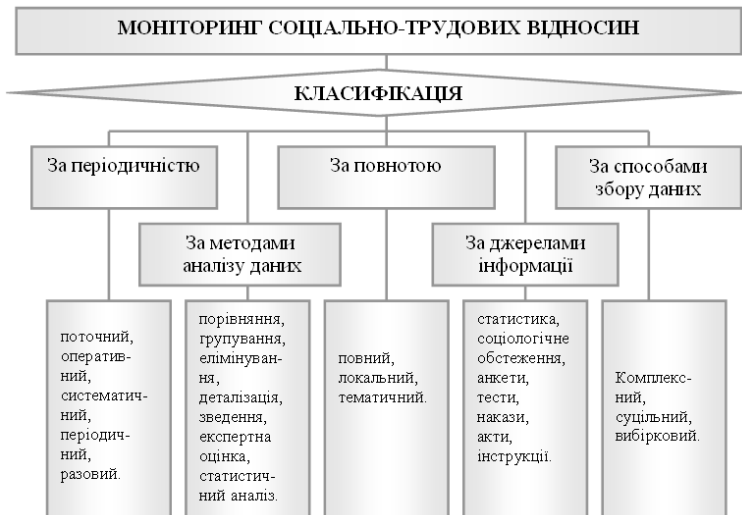 МОНІТОРИНГ СОЦІАЛЬНО-ТРУДОВИХ ВІДНОСИН
КЛАСИФІКАЦІЯ
За періодичністю
За повнотою
За способами
збору даних
За методами
аналізу даних
За джерелами
інформації
поточний,
оператив-
ний,
систематич-
ний,
періодич-
ний,
разовий.
порівняння,
групування,
елімінуван-
ня,
деталізація,
зведення,
експертна
оцінка,
статистич-
ний аналіз.
повний,
локальний,
тематичний.
статистика,
соціологічне
обстеження,
анкети,
тести,
накази,
акти,
інструкції.
Комплекс-
ний,
суцільний,
вибірковий.